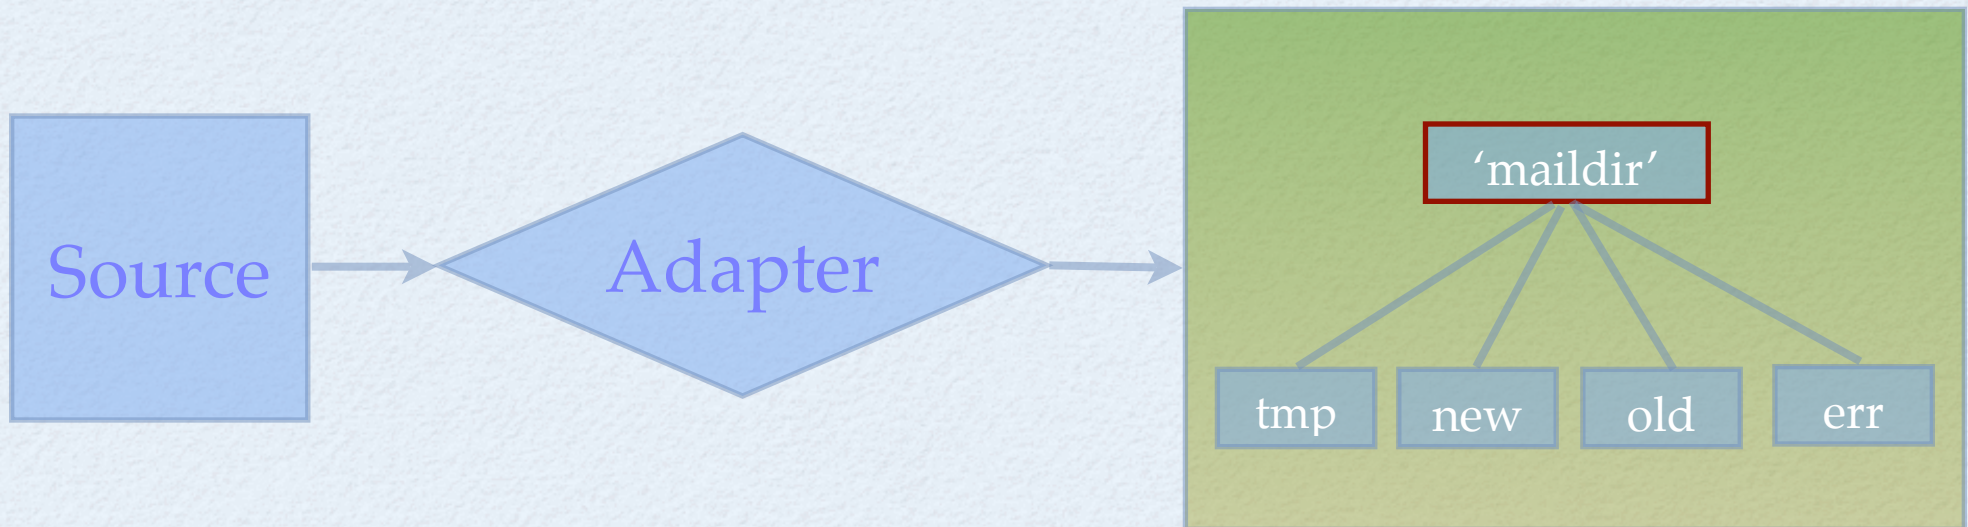 Source
Adapter
‘maildir’
tmp
new
old
err